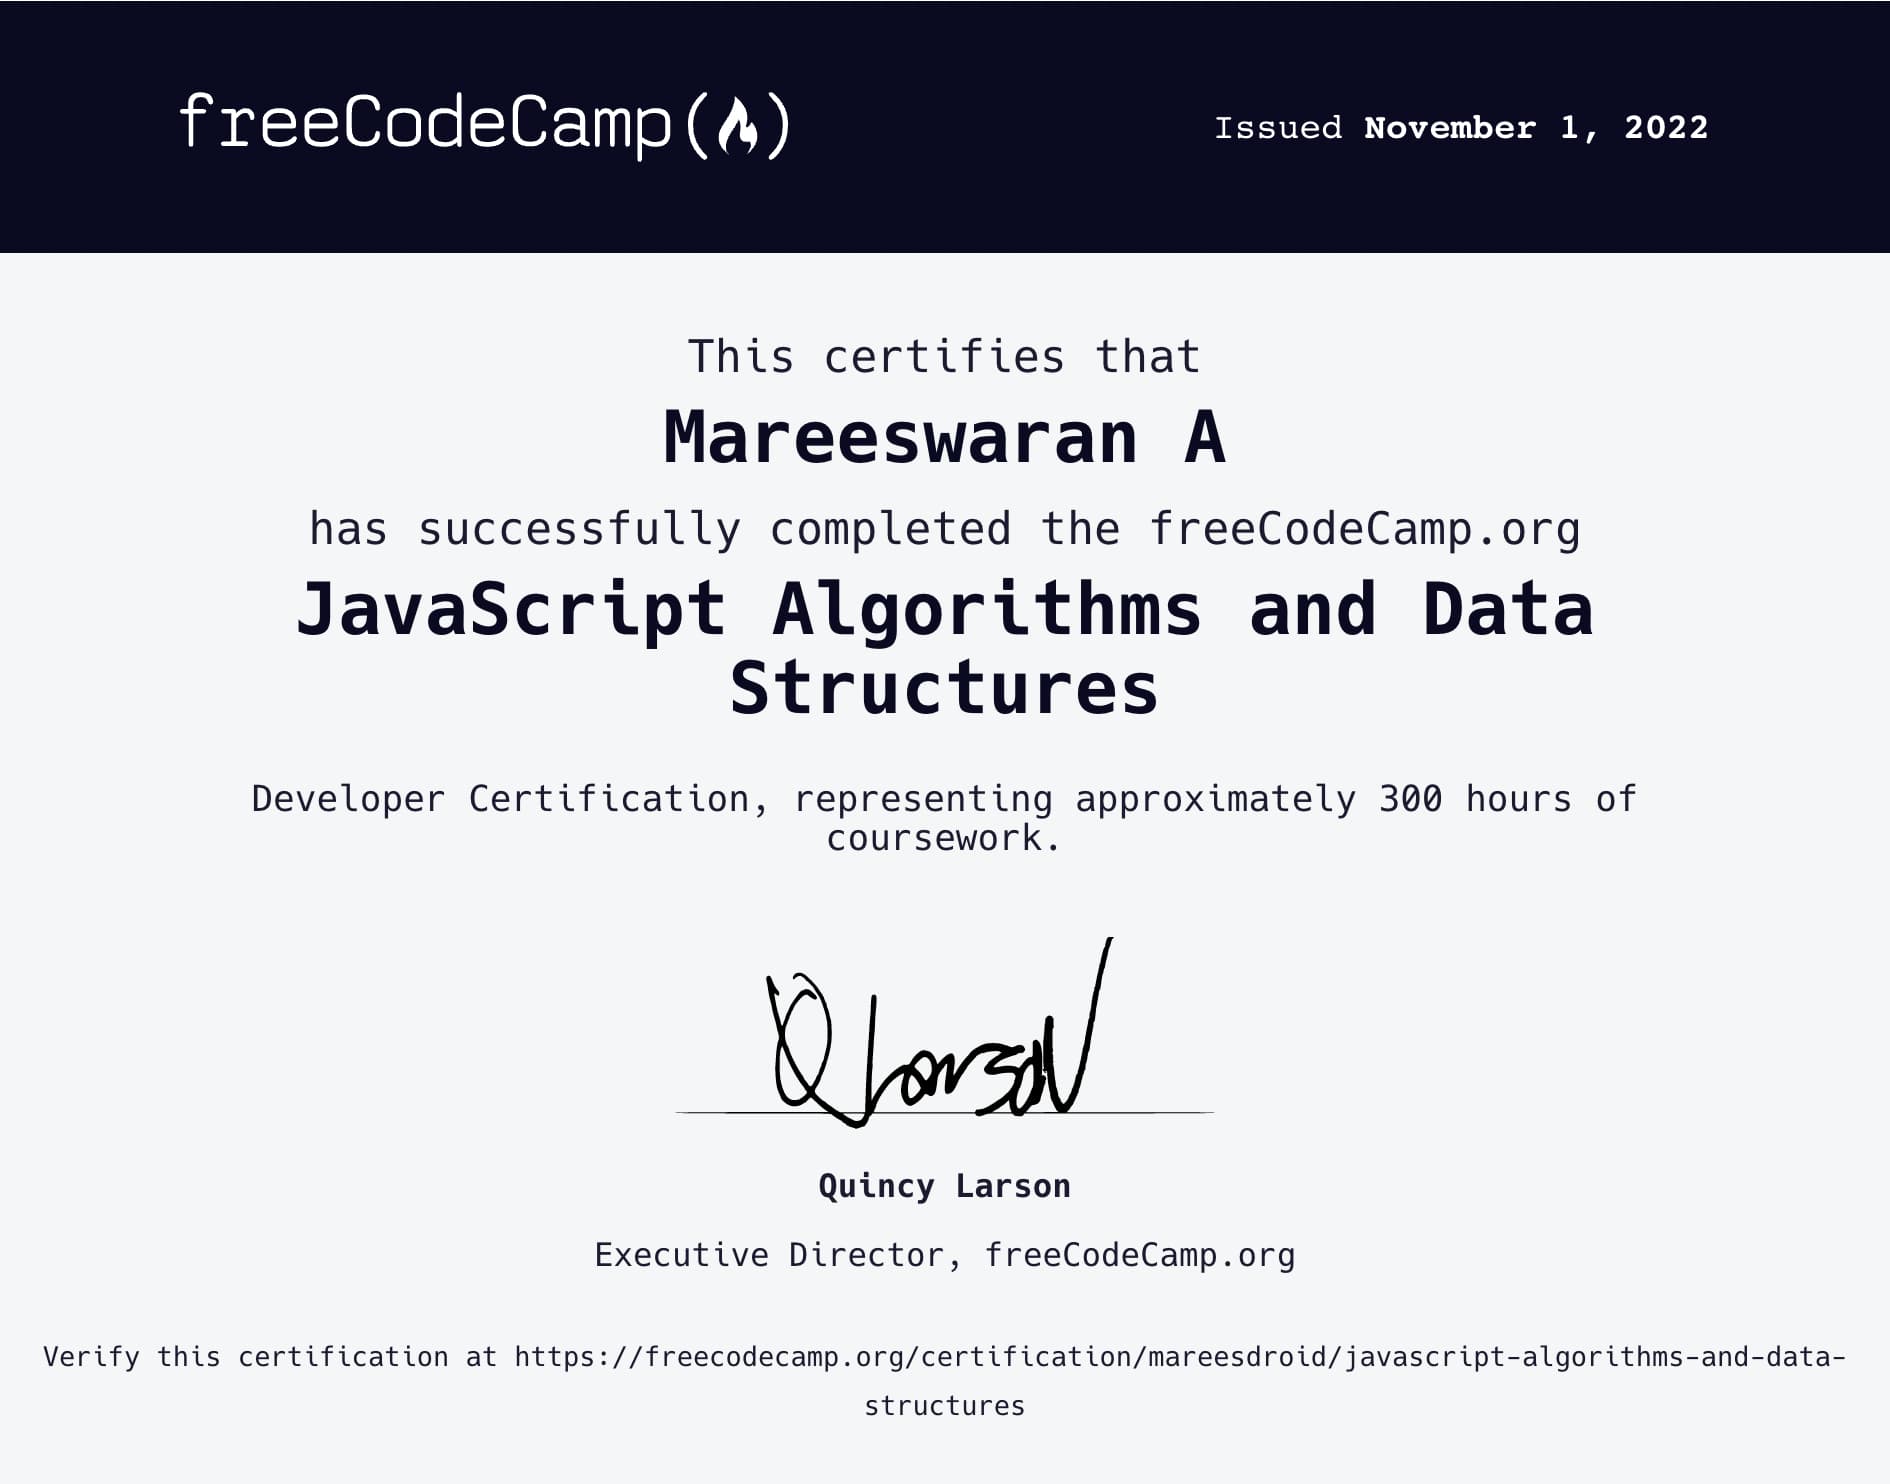 freeCodeCamp
Issued November 1, 2022
This certifies that
Mareeswaran A
has successfully completed the freeCodeCamp.org
JavaScript Algorithms and Data
Structures
Developer Certification, representing approximately 300 hours of
coursework.
Q Larson
Quincy Larson
Executive Director, freeCodeCamp.org
Verify this certification at https://freecodecamp.org/certification/mareesdroid/javascript-algorithms-and-data-
structures